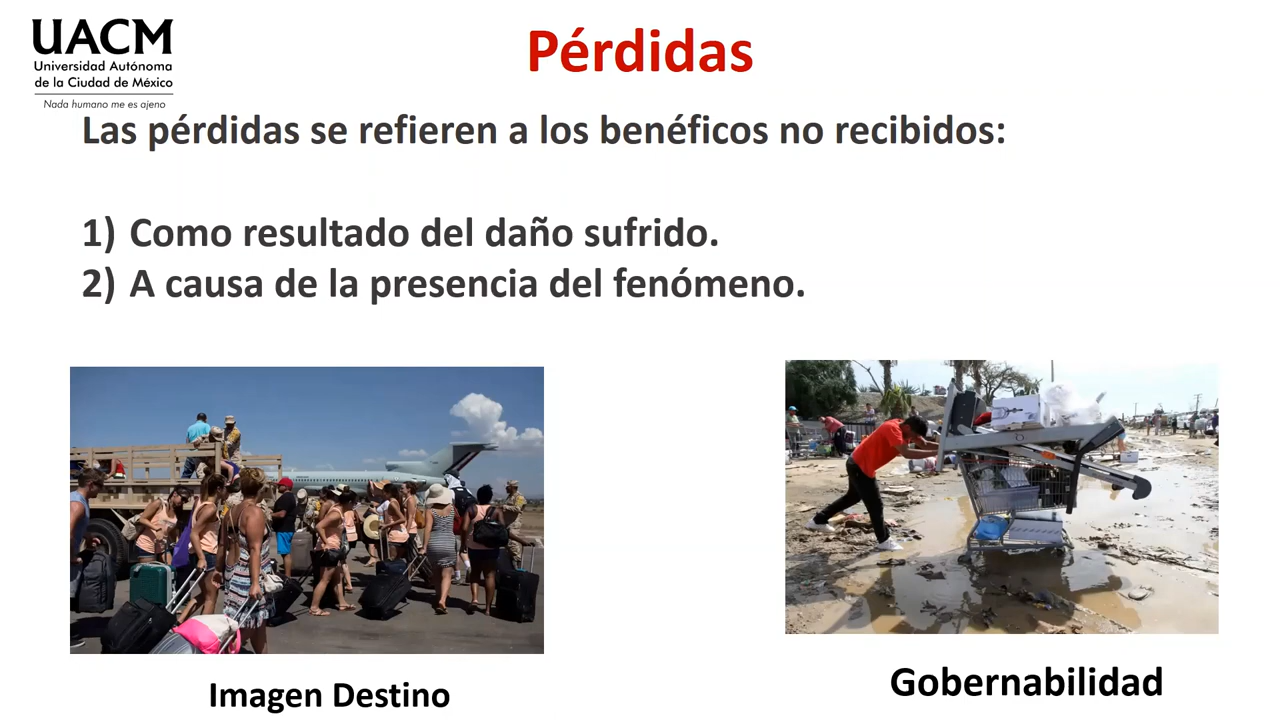 UACM
Universidad Autónoma
de la Ciudad de México
Nada humano me es ajeno
Pérdidas
Las pérdidas se refieren a los benéficos no recibidos:
1) Como resultado del daño sufrido.
2) A causa de la presencia del fenómeno.
Imagen Destino
Gobernabilidad